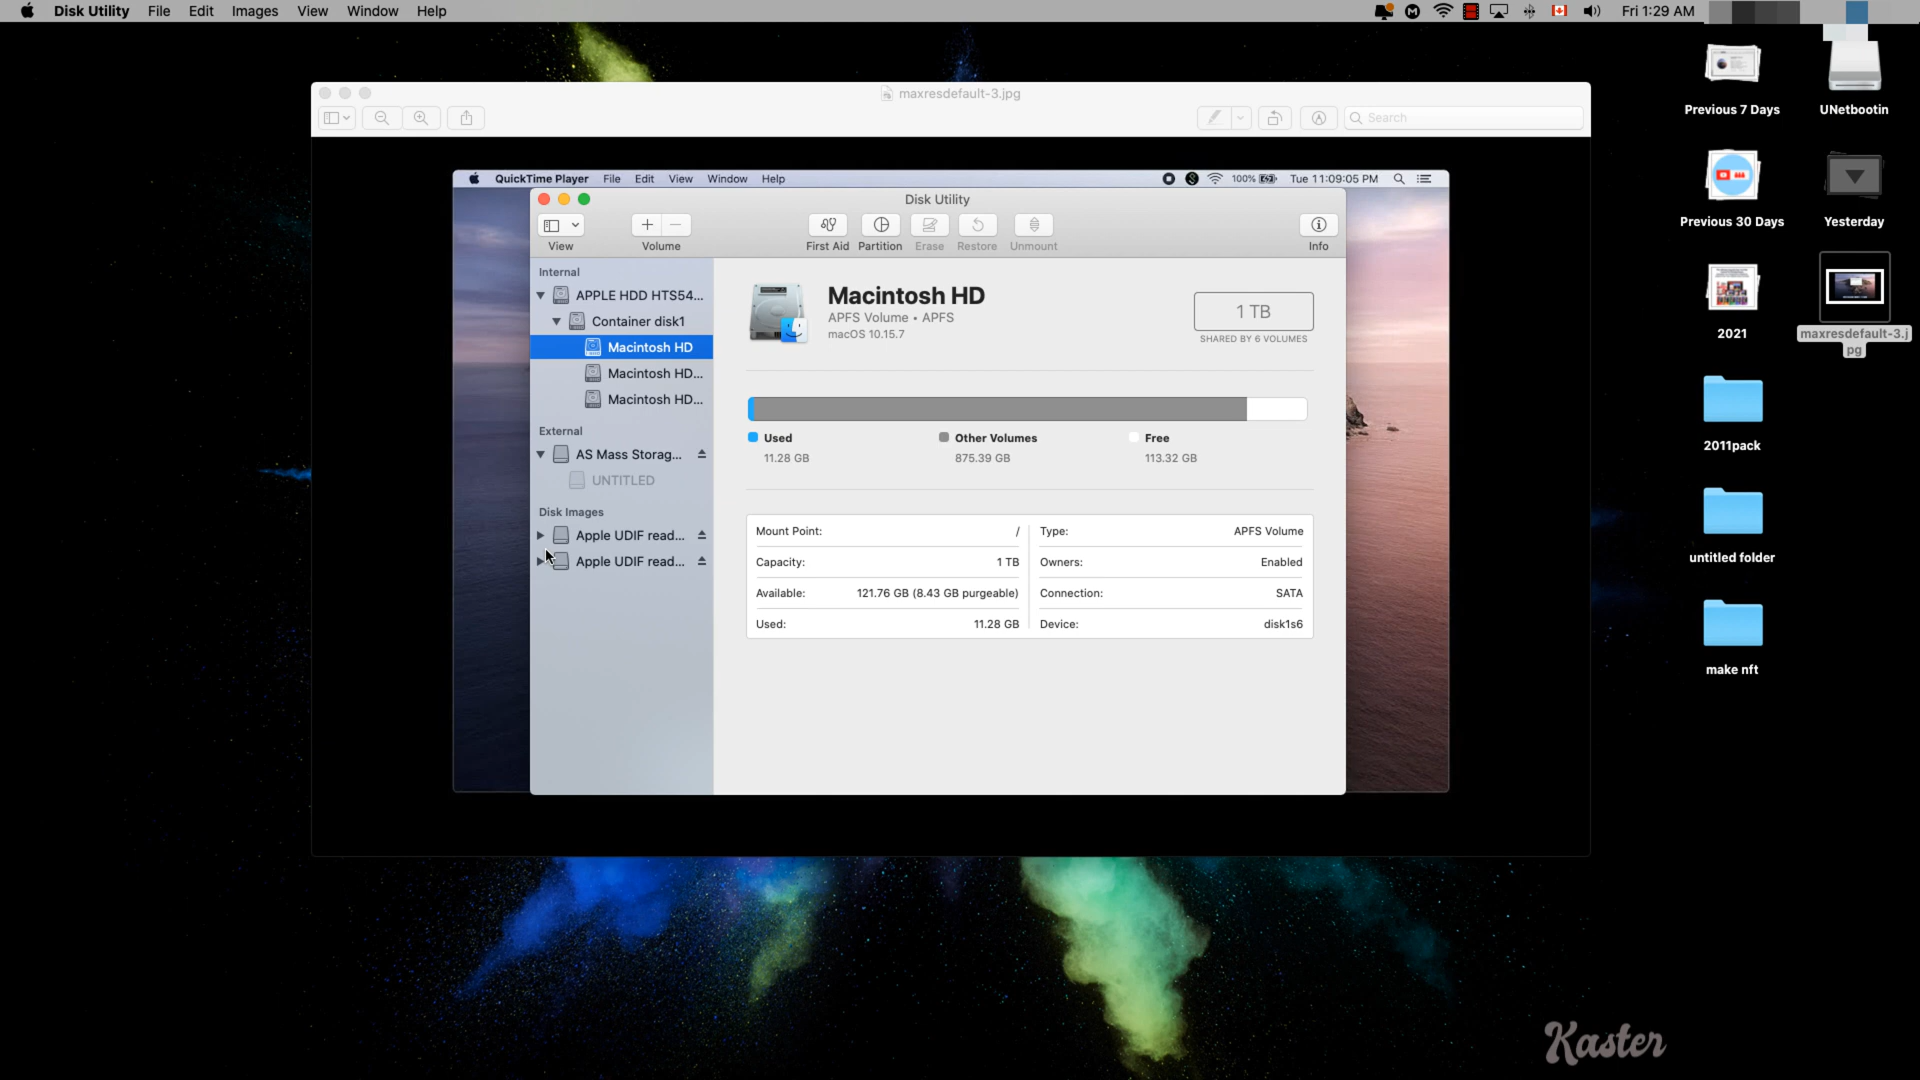 Disk Utility File Edit Images View Window Help
Fri 1:29 AM
maxresdefault-3.jpg
Search
QuickTime Player File Edit View Window Help
100% Tue 11:09:05 PM
Disk Utility
View
Volume
First Aid
Partition
Erase
Restore
Unmount
Info
Internal
APPLE HDD HTS54...
Container disk1
Macintosh HD
Macintosh HD...
Macintosh HD...
External
AS Mass Storag...
UNTITLED
Disk Images
Apple UDIF read...
Apple UDIF read...
Macintosh HD
APFS Volume • APFS
macOS 10.15.7
1 TB
SHARED BY 6 VOLUMES
Used
11.28 GB
Other Volumes
875.39 GB
Free
113.32 GB
Mount Point: /
Capacity: 1 TB
Available: 121.76 GB (8.43 GB purgeable)
Used: 11.28 GB
Type: APFS Volume
Owners: Enabled
Connection: SATA
Device: disk1s6
Previous 7 Days
UNetbootin
Previous 30 Days
Yesterday
2021
maxresdefault-3.j
pg
2011pack
untitled folder
make nft
Kaster